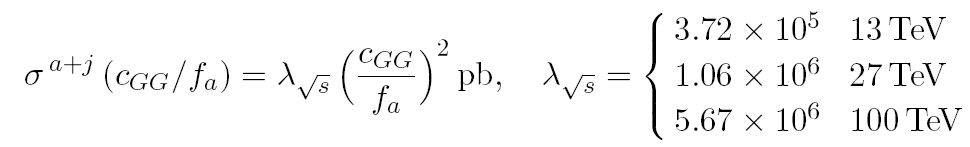 σ^{a+j} (c_{GG}/f_a) = λ_{√s} (c_{GG}/f_a)^2 pb, λ_{√s} = { 3.72 × 10^5 13 TeV
1.06 × 10^6 27 TeV
5.67 × 10^6 100 TeV